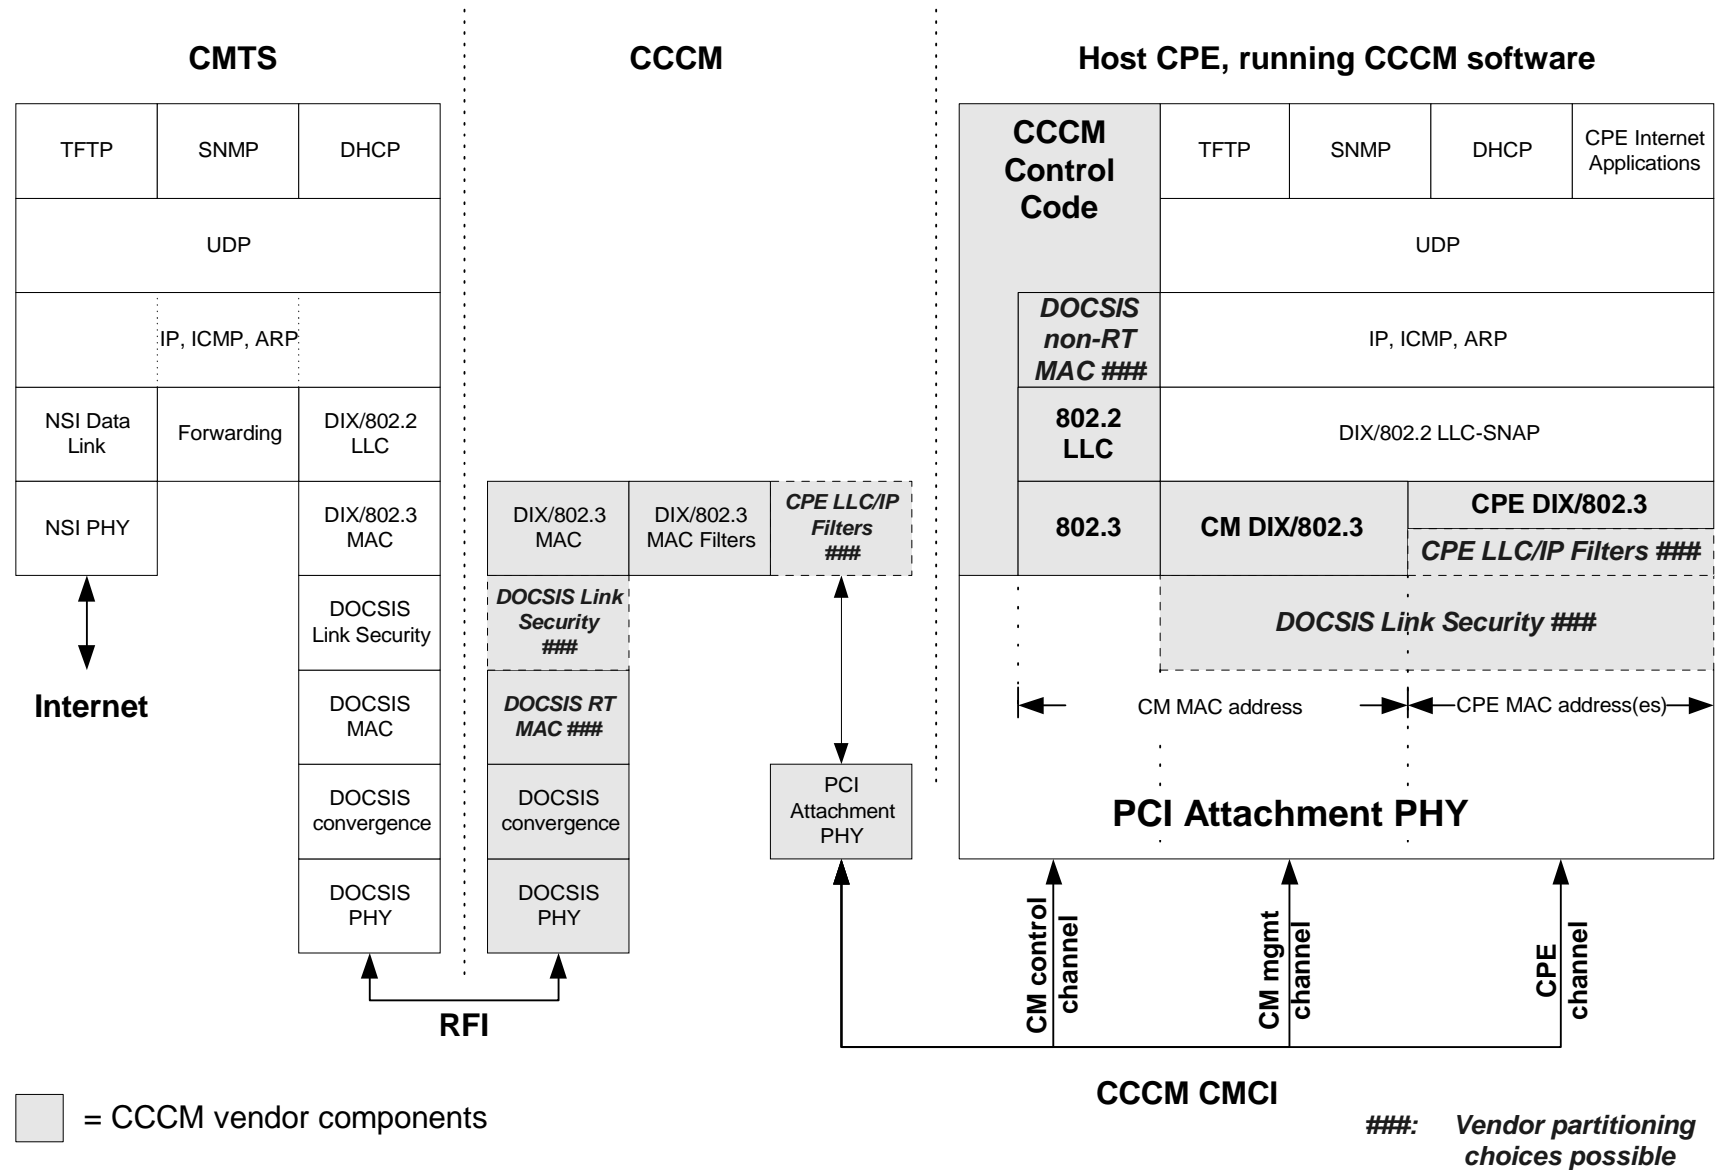 CMTS
CCCM
Host CPE, running CCCM software
TFTP
SNMP
DHCP
UDP
IP, ICMP, ARP
NSI Data
Link
Forwarding
DIX/802.2
LLC
NSI PHY
DIX/802.3
MAC
DOCSIS
Link Security
Internet
DOCSIS
MAC
DOCSIS
convergence
DOCSIS
PHY
DIX/802.3
MAC
DIX/802.3
MAC Filters
CPE LLC/IP
Filters
###
DOCSIS Link
Security
###
DOCSIS RT
MAC ###
DOCSIS
convergence
DOCSIS
PHY
PCI
Attachment
PHY
RFI
CCCM
Control
Code
TFTP
SNMP
DHCP
CPE Internet
Applications
UDP
DOCSIS
non-RT
MAC ###
IP, ICMP, ARP
802.2
LLC
DIX/802.2 LLC-SNAP
802.3
CM DIX/802.3
CPE DIX/802.3
CPE LLC/IP Filters ###
DOCSIS Link Security ###
CM MAC address
CPE MAC address(es)
PCI Attachment PHY
CM control
channel
CM mgmt
channel
CPE
channel
CCCM CMCI
= CCCM vendor components
###: Vendor partitioning
choices possible